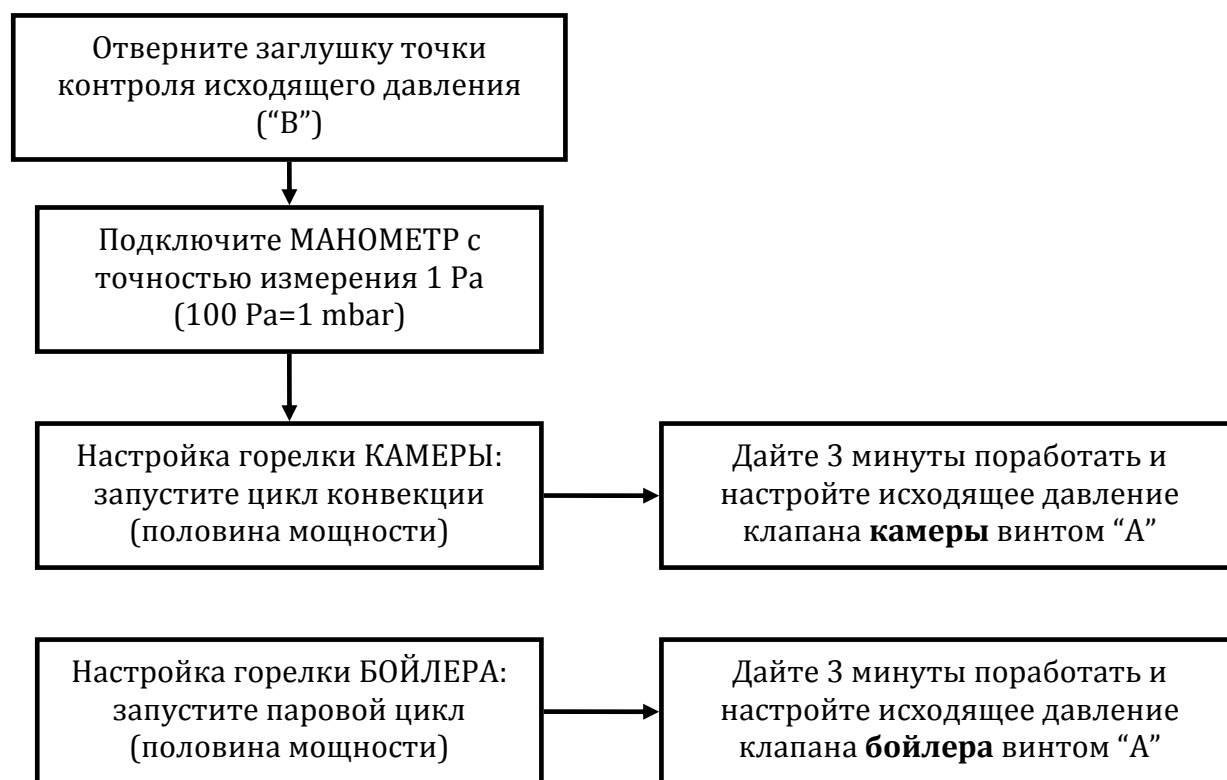 Отверните заглушку точки
контроля исходящего давления
(“B”)
Подключите МАНОМЕТР с
точностью измерения 1 Pa
(100 Pa=1 mbar)
Настройка горелки КАМЕРЫ:
запустите цикл конвекции
(половина мощности)
Дайте 3 минуты поработать и
настройте исходящее давление
клапана камеры винтом “A”
Настройка горелки БОЙЛЕРА:
запустите паровой цикл
(половина мощности)
Дайте 3 минуты поработать и
настройте исходящее давление
клапана бойлера винтом “A”